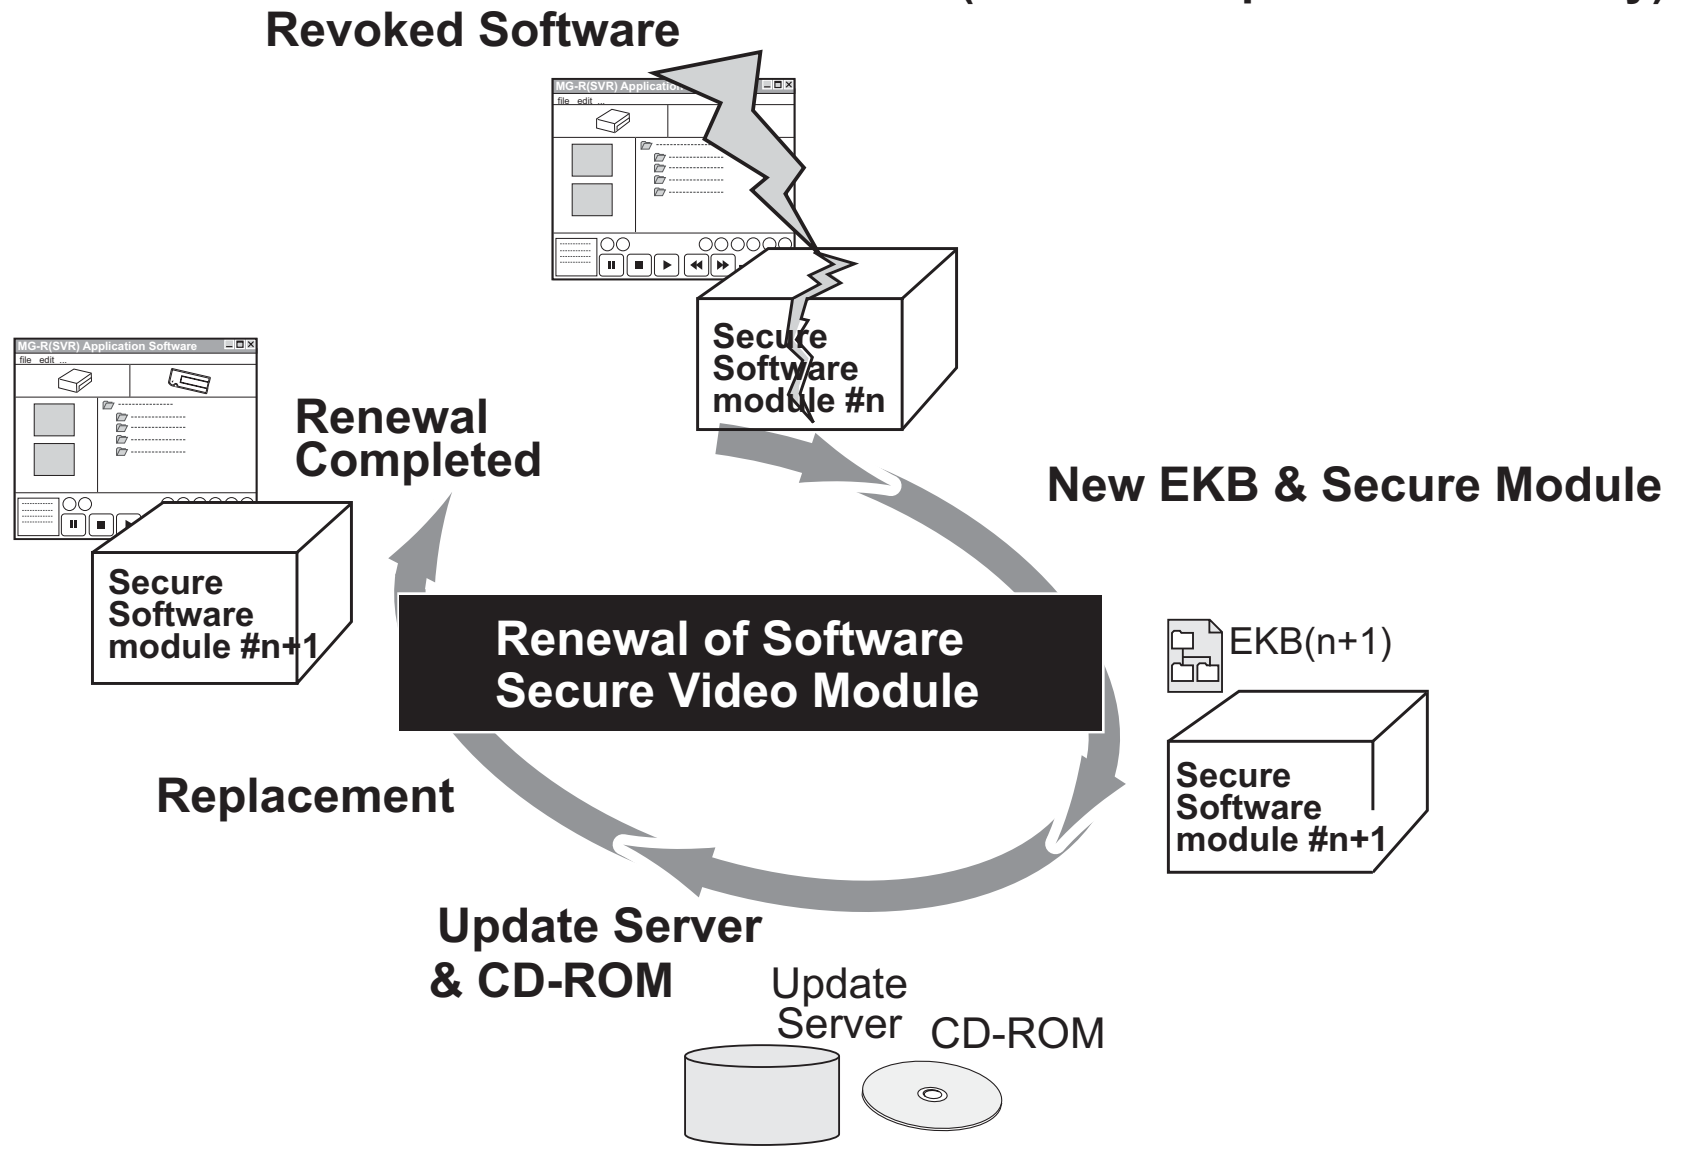 Revoked Software
MG-R(SVR) Application
file edit ...
Secure
Software
module #n
MG-R(SVR) Application Software
file edit ...
Renewal
Completed
Secure
Software
module #n+1
New EKB & Secure Module
EKB(n+1)
Secure
Software
module #n+1
Renewal of Software
Secure Video Module
Replacement
Update Server
& CD-ROM
Update
Server
CD-ROM